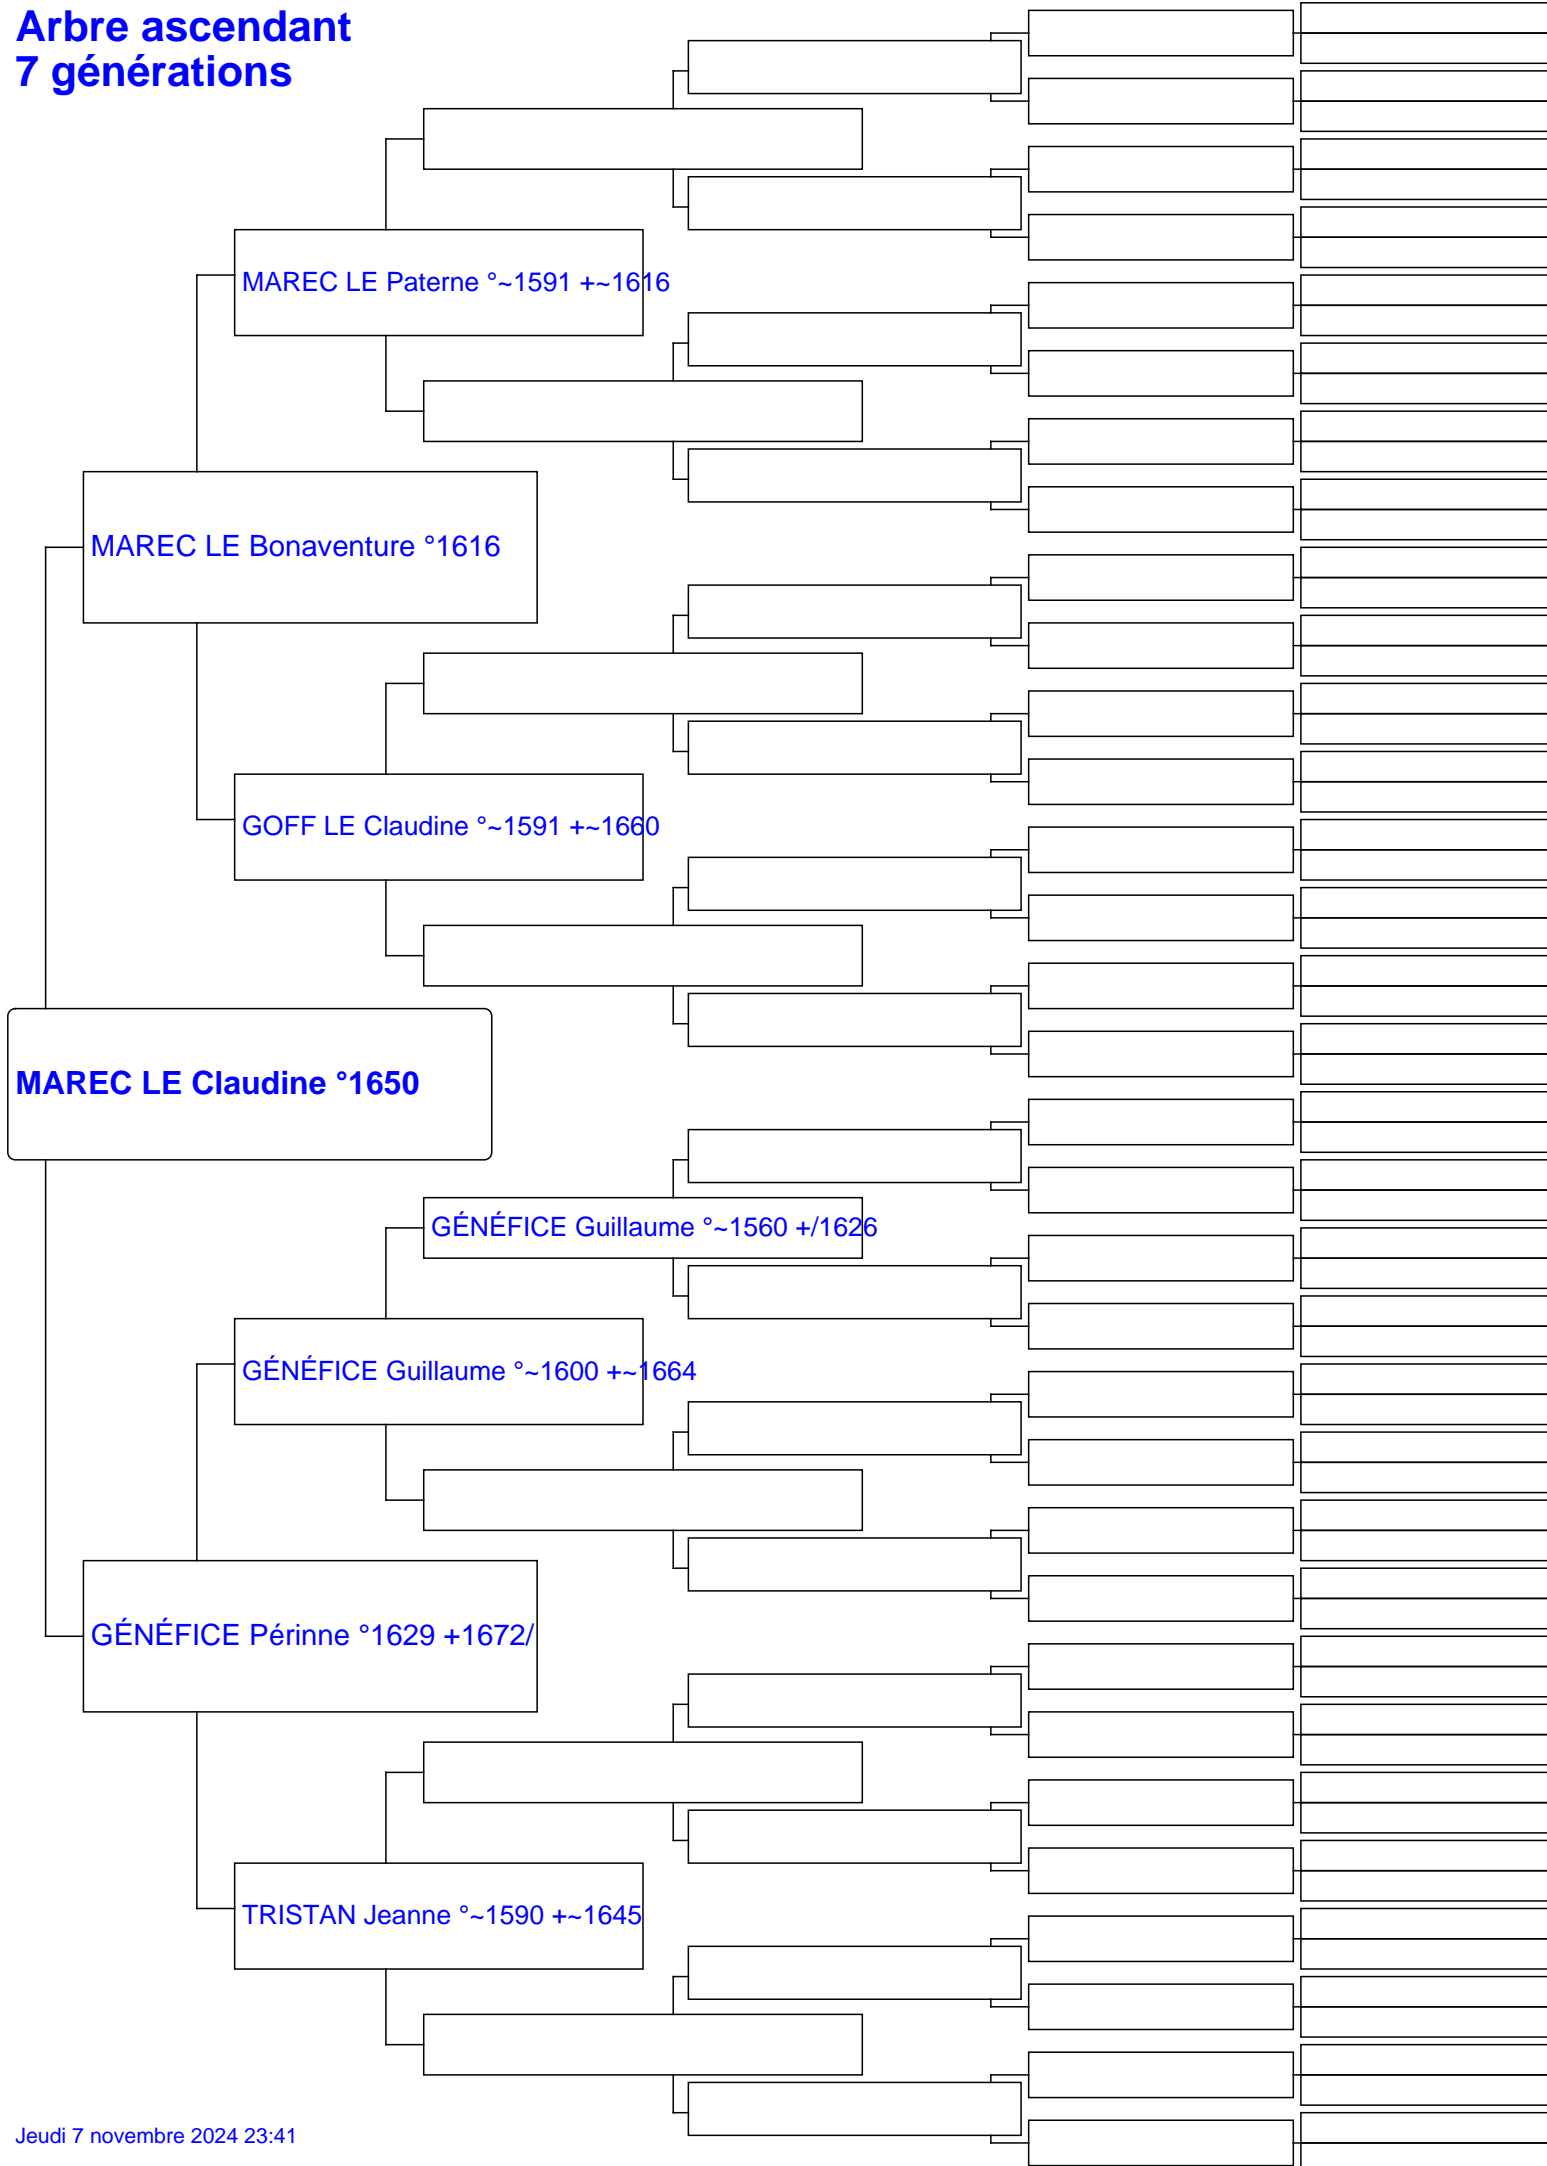 Arbre ascendant
7 générations
MAREC LE Paterne °~1591 +~1616
MAREC LE Bonaventure °1616
GOFF LE Claudine °~1591 +~1660
MAREC LE Claudine °1650
GÉNÉFICE Guillaume °~1560 +/1626
GÉNÉFICE Guillaume °~1600 +~1664
GÉNÉFICE Périnne °1629 +1672/
TRISTAN Jeanne °~1590 +~1645
Jeudi 7 novembre 2024 23:41